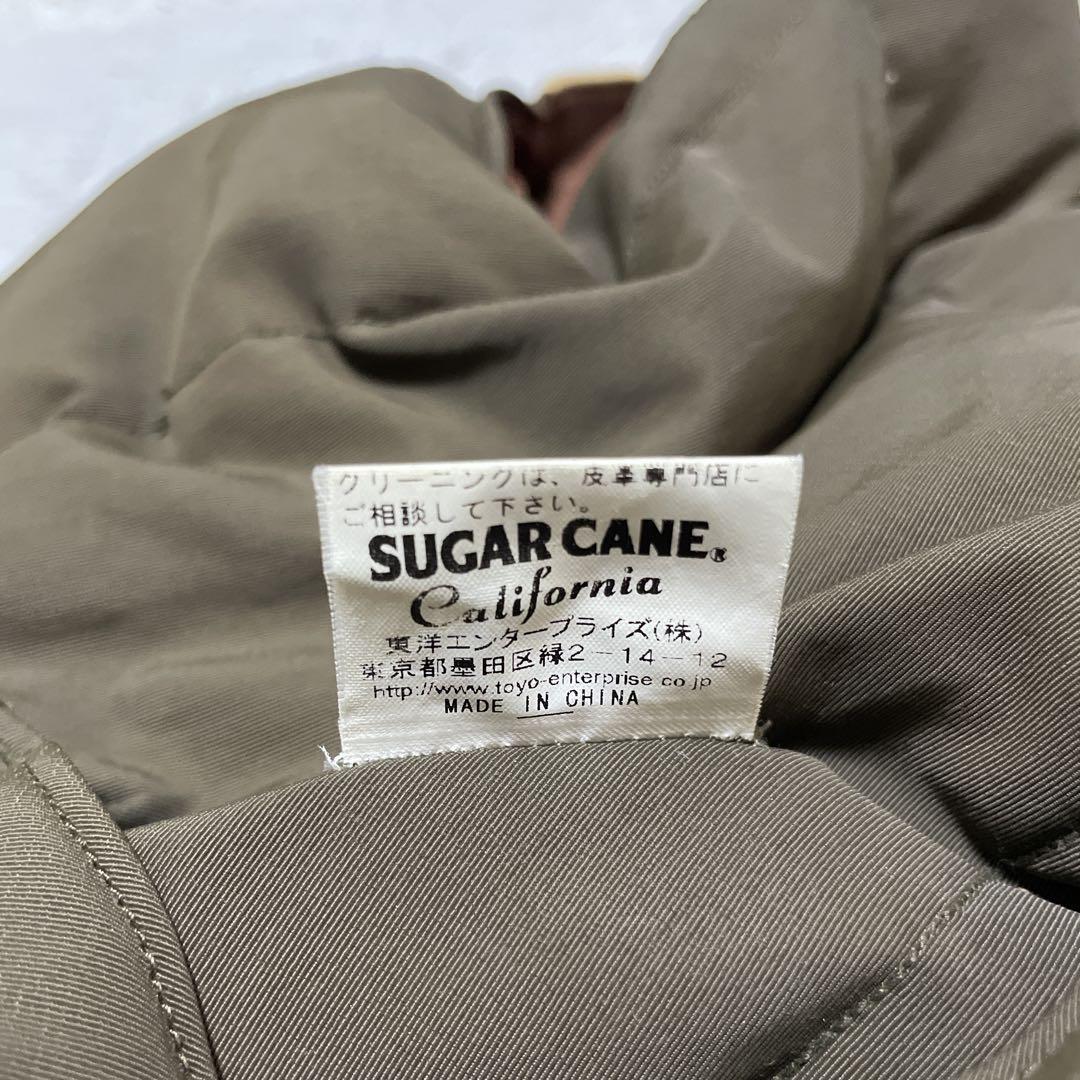 クリーニングは、皮革専門店に
ご相談して下さい。
SUGAR CANE®
California
東洋エンタープライズ(株)
東京都墨田区緑2-14-12
http://www.toyo-enterprise.co.jp
MADE IN CHINA